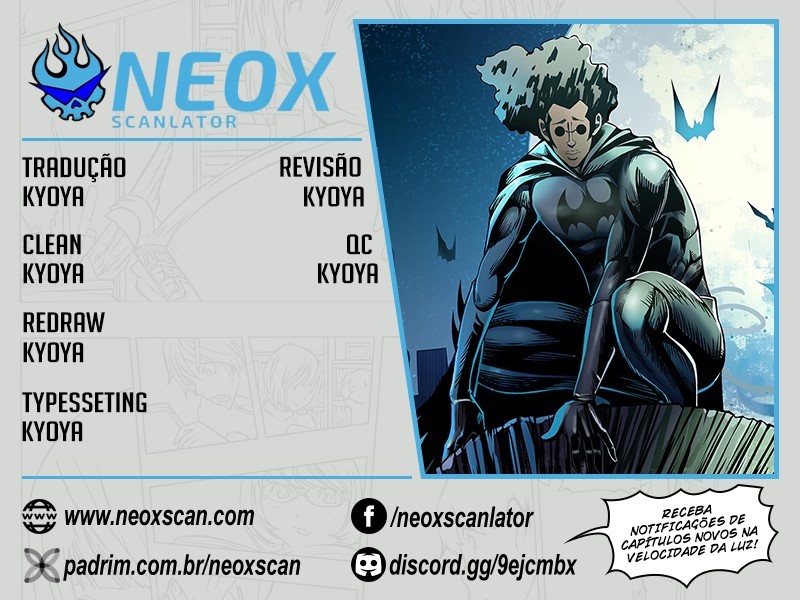 NEOX
SCANLATOR
TRADUÇÃO
KYOYA
REVISÃO
KYOYA
CLEAN
KYOYA
QC
KYOYA
REDRAW
KYOYA
TYPESSETING
KYOYA
www www.neoxscan.com
f /neoxscanlator
padrim.com.br/neoxscan
discord.gg/9ejcmbx
RECEBA
NOTIFICAÇÕES DE
CAPÍTULOS NOVOS NA
VELOCIDADE DA LUZ!